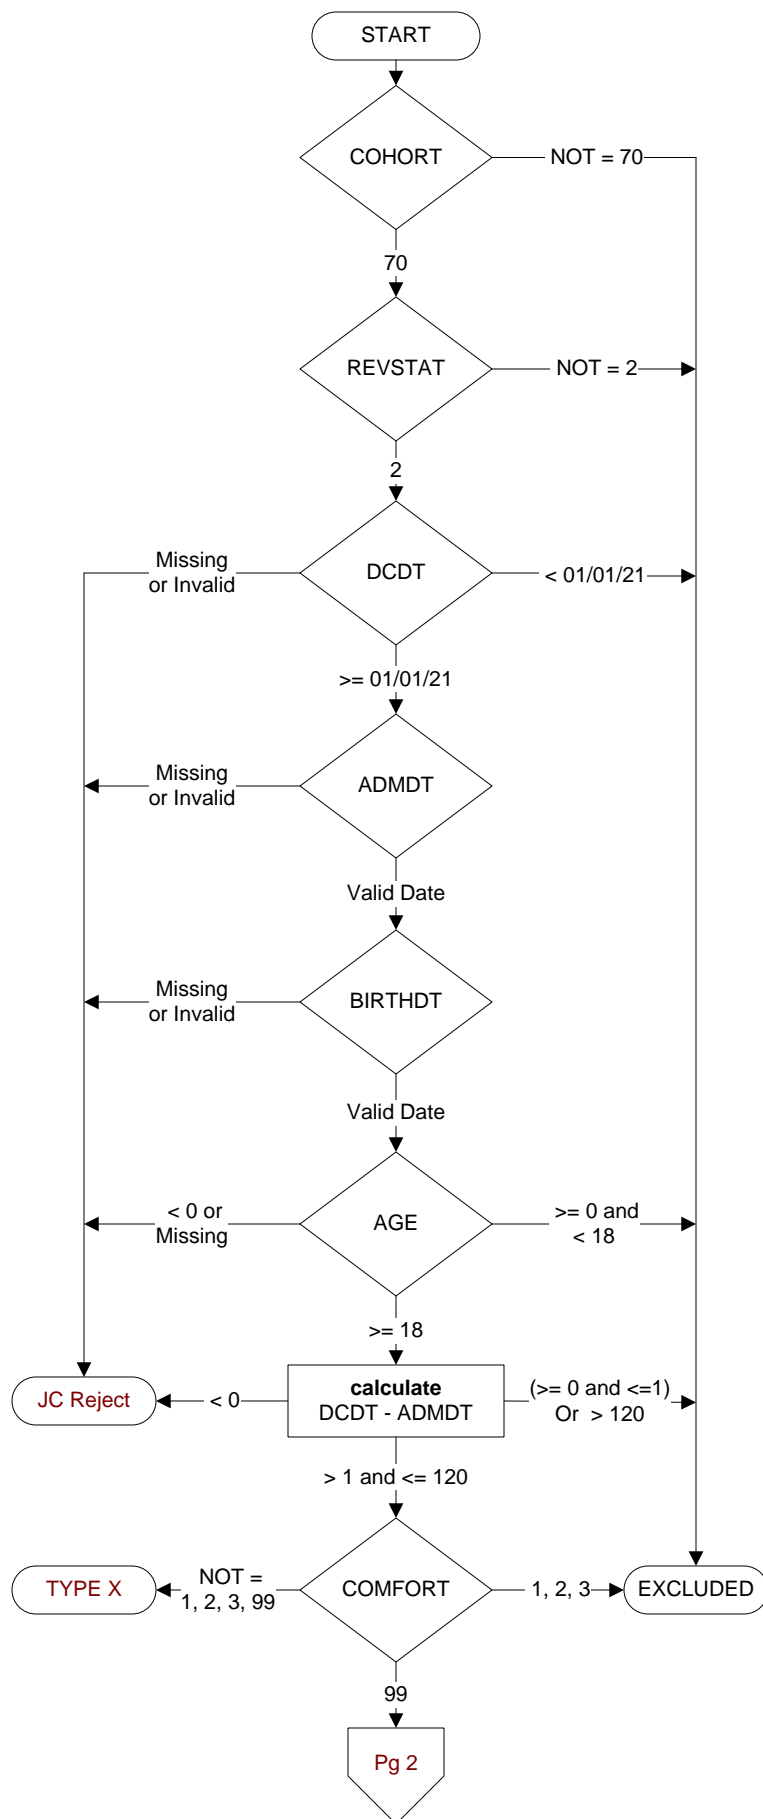 START
COHORT
NOT = 70
70
REVSTAT
NOT = 2
2
Missing
or Invalid
DCDT
< 01/01/21
>= 01/01/21
Missing
or Invalid
ADMDT
Valid Date
Missing
or Invalid
BIRTHDT
Valid Date
< 0 or
Missing
AGE
>= 0 and
< 18
>= 18
JC Reject
< 0
calculate
DCDT - ADMDT
(>= 0 and <=1)
Or > 120
> 1 and <= 120
TYPE X
NOT =
1, 2, 3, 99
COMFORT
1, 2, 3
EXCLUDED
99
Pg 2